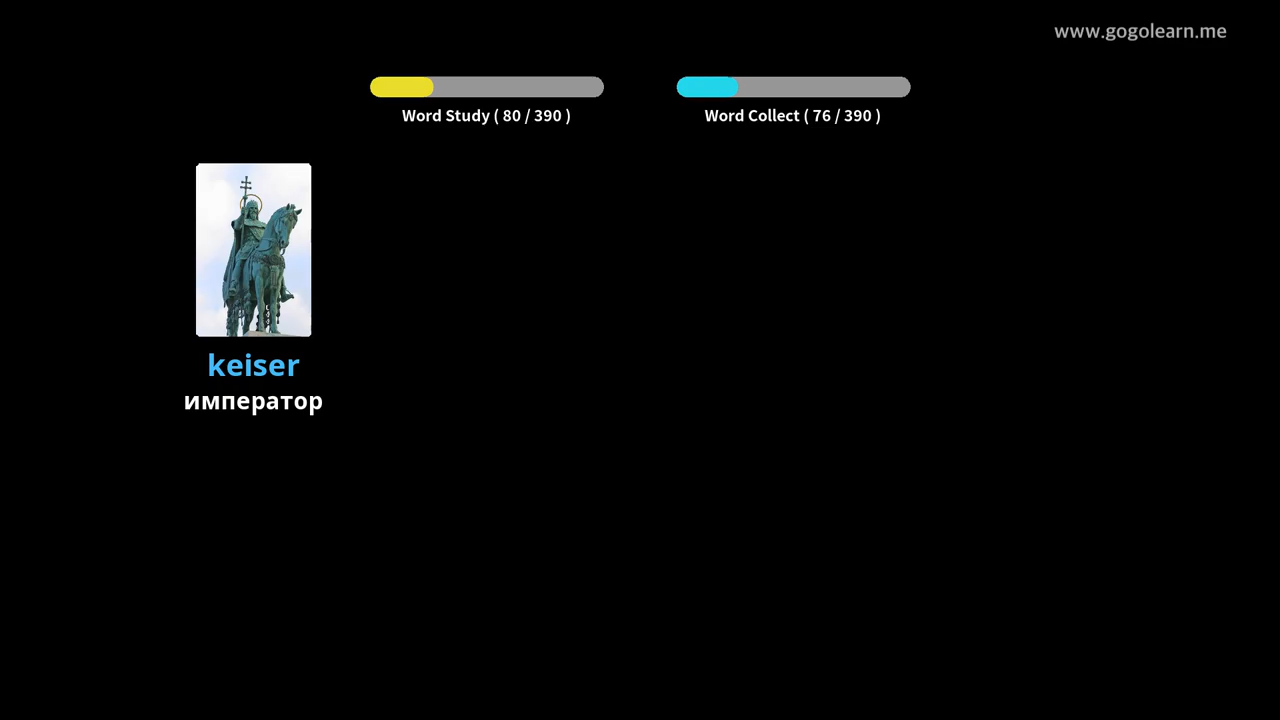 www.gogolearn.me
Word Study ( 80 / 390 )
Word Collect ( 76 / 390 )
keiser
император